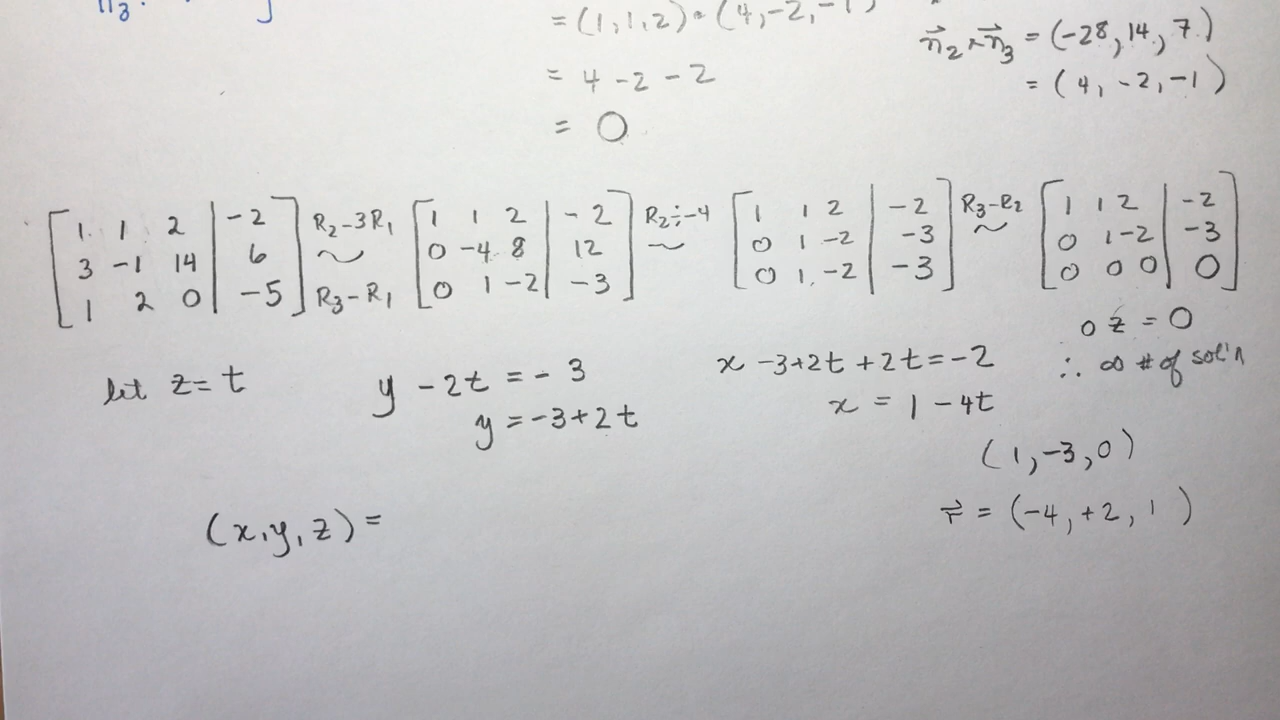 n₃
= (1, 1, 2) • (4, -2, -1)
= 4 - 2 - 2
= 0
n⃗₂ × n⃗₃ = (-28, 14, 7)
= (4, -2, -1)
[1 1 2 | -2] R₂-3R₁ [1 1 2 | -2] R₂÷-4 [1 1 2 | -2] R₃-R₂ [1 1 2 | -2]
[3 -1 14 | 6] ~ [0 -4 8 | 12] ~ [0 1 -2 | -3] ~ [0 1 -2 | -3]
[1 2 0 | -5] R₃-R₁ [0 1 -2 | -3] [0 1 -2 | -3] [0 0 0 | 0]
0 z = 0
∴ ∞ # of sol'n
let z = t
y - 2t = -3
y = -3 + 2t
x - 3 + 2t + 2t = -2
x = 1 - 4t
(1, -3, 0)
r⃗ = (-4, +2, 1)
(x, y, z) =